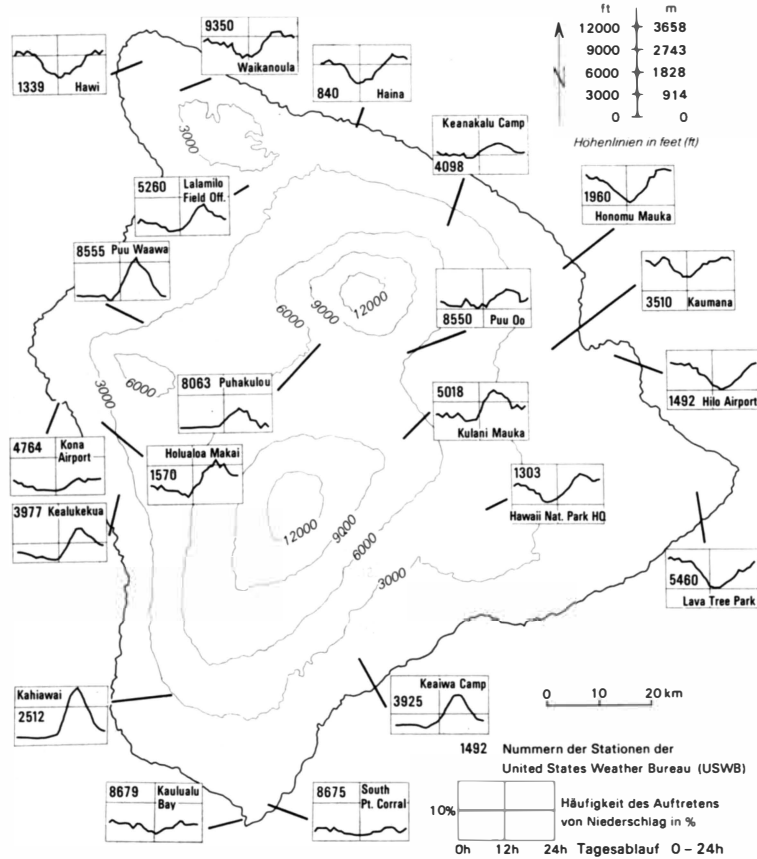 ft m
12000 3658
9000 2743
6000 1828
3000 914
0 0
N
Höhenlinien in feet (ft)
9350
Waikanoula
1339 Hawi
840 Haina
Keanakalu Camp
4098
3000
5260 Lalamilo
Field Off.
1960
Honomu Mauka
8555 Puu Waawa
3510 Kaumana
6000
9000
12000
8550 Puu Oo
6000
3000
8063 Puhakulou
1492 Hilo Airport
5018
Kulani Mauka
4764 Kona
Airport
Holualoa Makai
1570
1303
Hawaii Nat. Park HQ
3977 Kealukekua
12000
9000
6000
3000
5460
Lava Tree Park
Kahiawai
2512
Keaiwa Camp
3925
0 10 20 km
1492 Nummern der Stationen der
United States Weather Bureau (USWB)
8679 Kaulualu
Bay
8675 South
Pt. Corral
10%
Häufigkeit des Auftretens
von Niederschlag in %
0h 12h 24h Tagesablauf 0 – 24h